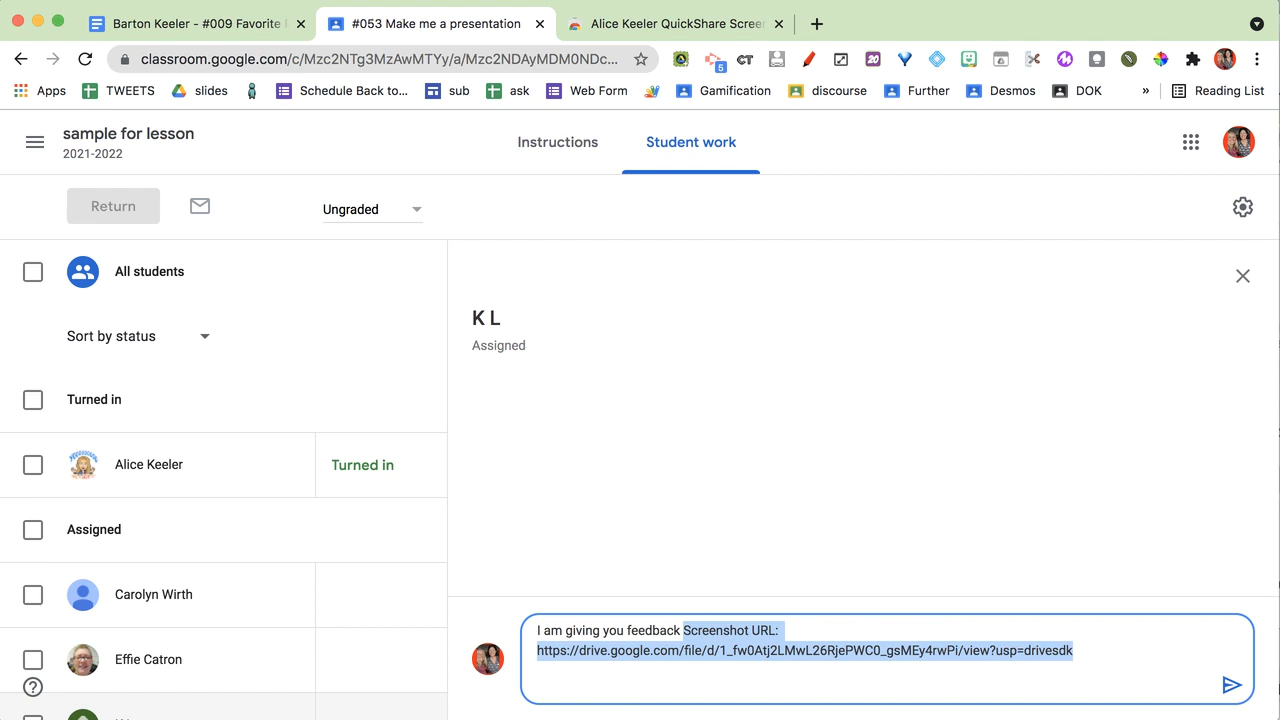 Barton Keeler - #009 Favorite
#053 Make me a presentation
Alice Keeler QuickShare Screen
classroom.google.com/c/Mzc2NTg3MzAwMTYy/a/Mzc2NDAyMDM0NDc...
5
CT
20
Apps
TWEETS
slides
Schedule Back to...
sub
ask
Web Form
Gamification
discourse
Further
Desmos
DOK
»
Reading List
sample for lesson
2021-2022
Instructions
Student work
Return
Ungraded
All students
K L
Assigned
Sort by status
Turned in
Alice Keeler
Turned in
Assigned
Carolyn Wirth
Effie Catron
I am giving you feedback Screenshot URL:
https://drive.google.com/file/d/1_fw0Atj2LMwL26RjePWC0_gsMEy4rwPi/view?usp=drivesdk